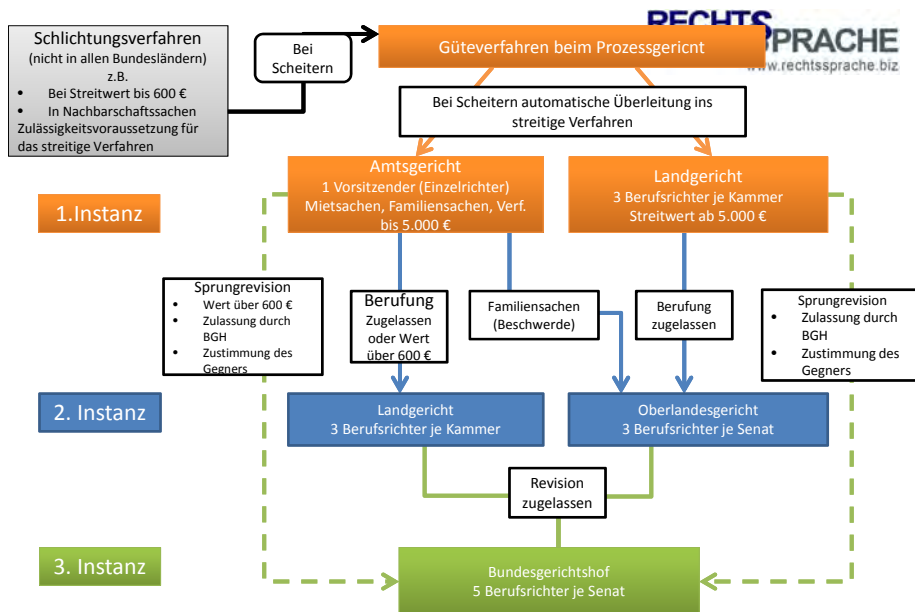 RECHTS
SPRACHE
www.rechtssprache.biz
Schlichtungsverfahren
(nicht in allen Bundesländern)
z.B.
• Bei Streitwert bis 600 €
• In Nachbarschaftssachen
Zulässigkeitsvoraussetzung für
das streitige Verfahren
Bei
Scheitern
Güteverfahren beim Prozessgericht
Bei Scheitern automatische Überleitung ins
streitige Verfahren
1.Instanz
Amtsgericht
1 Vorsitzender (Einzelrichter)
Mietsachen, Familiensachen, Verf.
bis 5.000 €
Landgericht
3 Berufsrichter je Kammer
Streitwert ab 5.000 €
Sprungrevision
• Wert über 600 €
• Zulassung durch
BGH
• Zustimmung des
Gegners
Berufung
Zugelassen
oder Wert
über 600 €
Familiensachen
(Beschwerde)
Berufung
zugelassen
Sprungrevision
• Zulassung durch
BGH
• Zustimmung des
Gegners
2. Instanz
Landgericht
3 Berufsrichter je Kammer
Oberlandesgericht
3 Berufsrichter je Senat
Revision
zugelassen
3. Instanz
Bundesgerichtshof
5 Berufsrichter je Senat